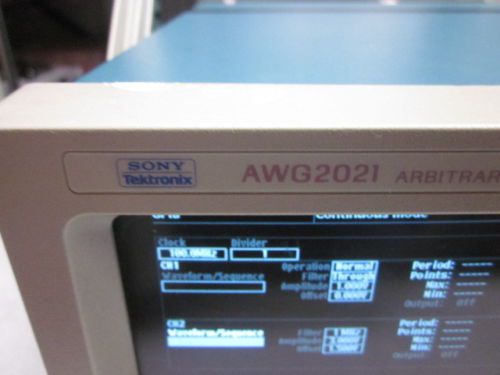 SONY
Tektronix
AWG2021 ARBITRAR
Continuous mode
Clock Divider
100.0MHz 1
CH1 Operation Normal Period: -----
Waveform/Sequence Filter Through Points: -----
Amplitude 1.000V Max: -----
Offset 0.000V Min: -----
Output: Off
CH2 Period: -----
Waveform/Sequence Filter 1 MHz Points: -----
Amplitude Max: -----
Offset Min: -----
Output: Off